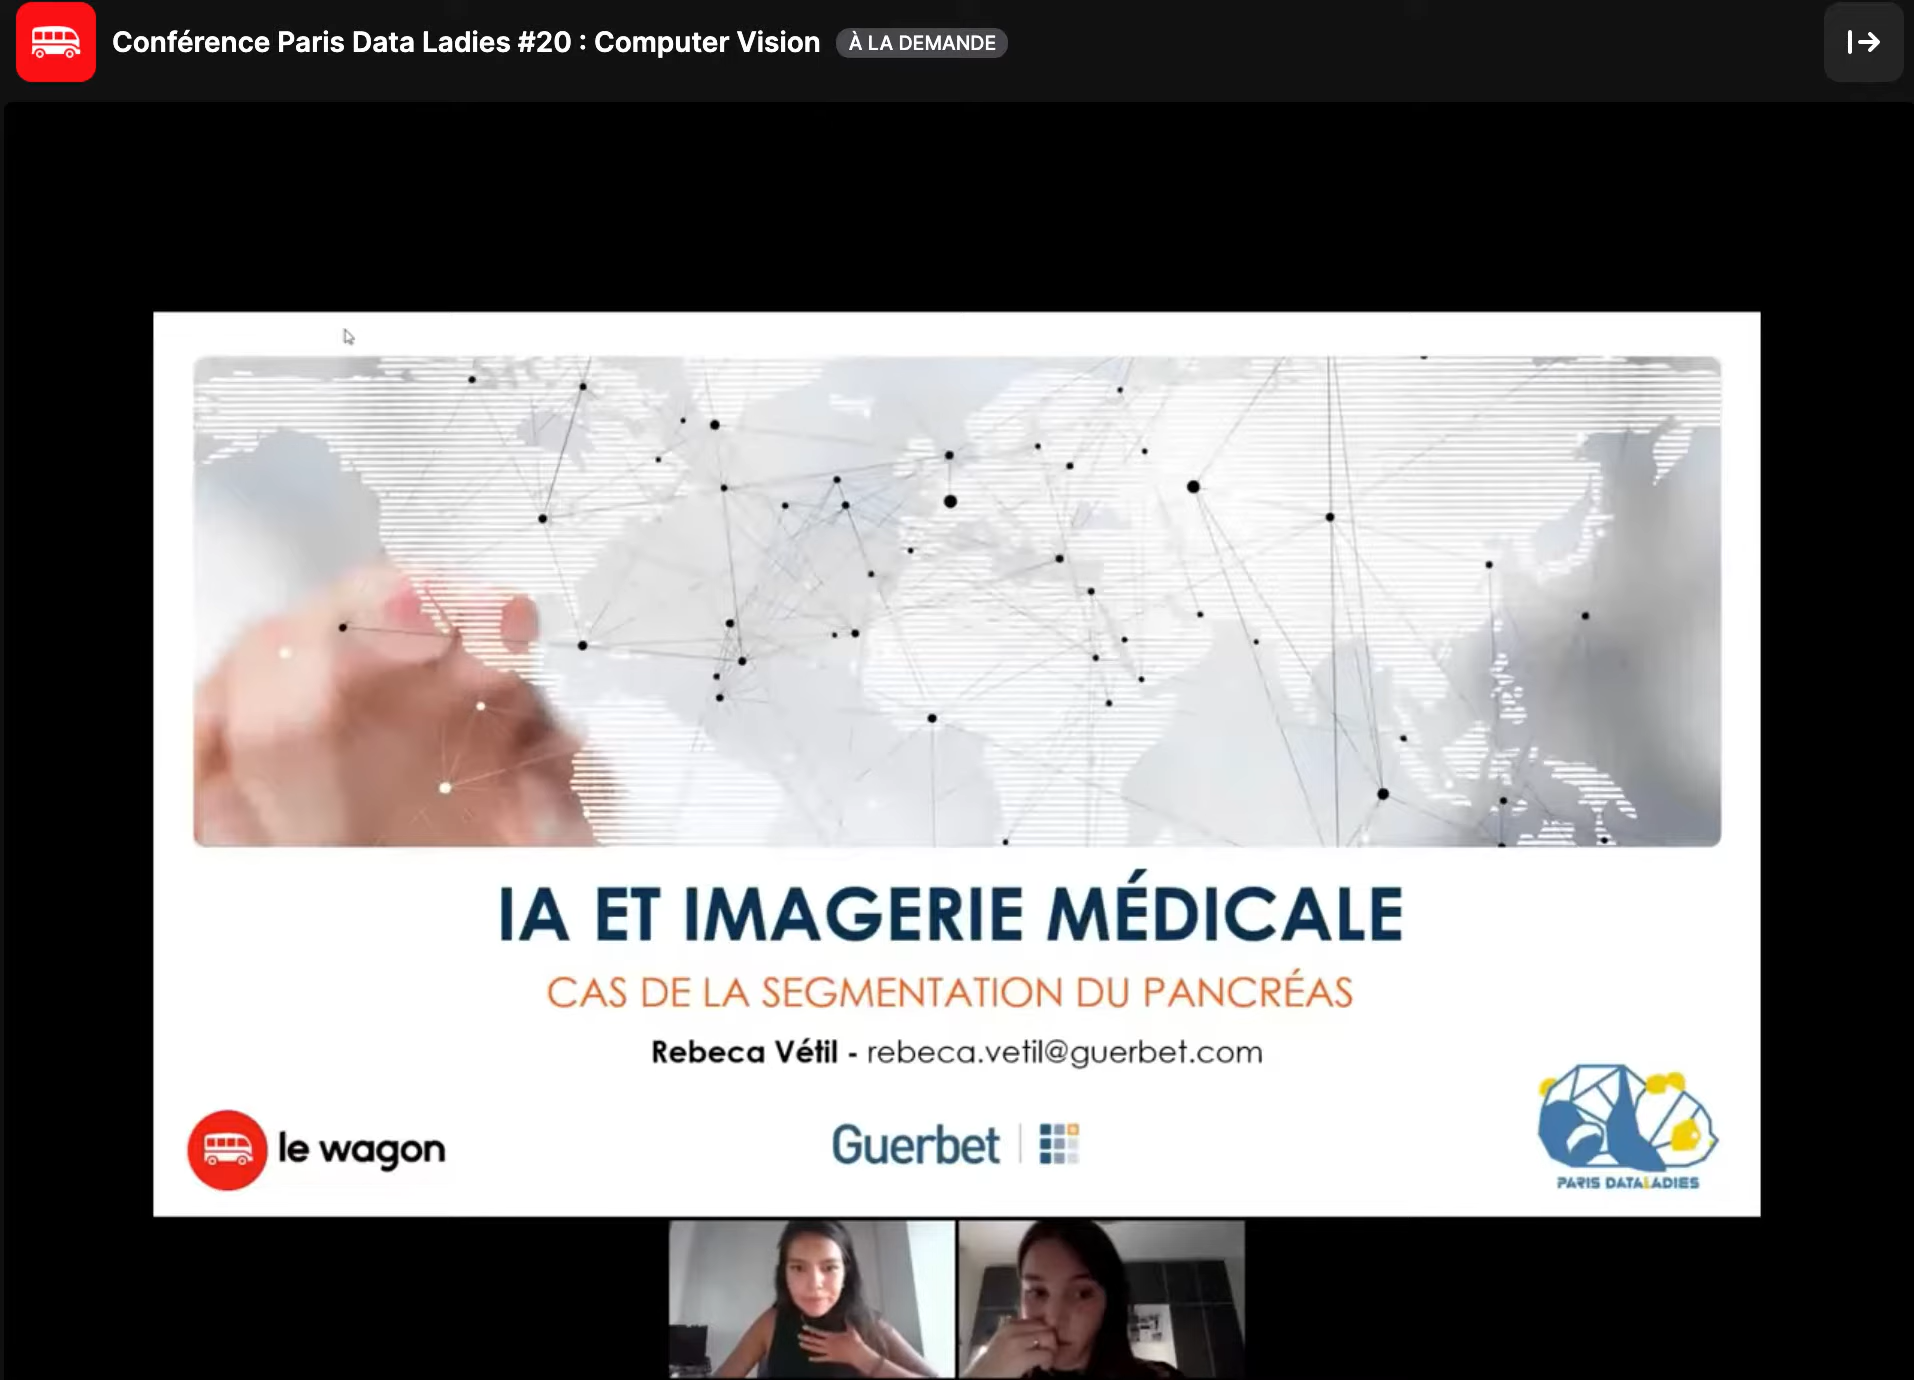 Conférence Paris Data Ladies #20 : Computer Vision À LA DEMANDE
IA ET IMAGERIE MÉDICALE
CAS DE LA SEGMENTATION DU PANCRÉAS
Rebeca Vétil - rebeca.vetil@guerbet.com
le wagon
Guerbet
PARIS DATALADIES